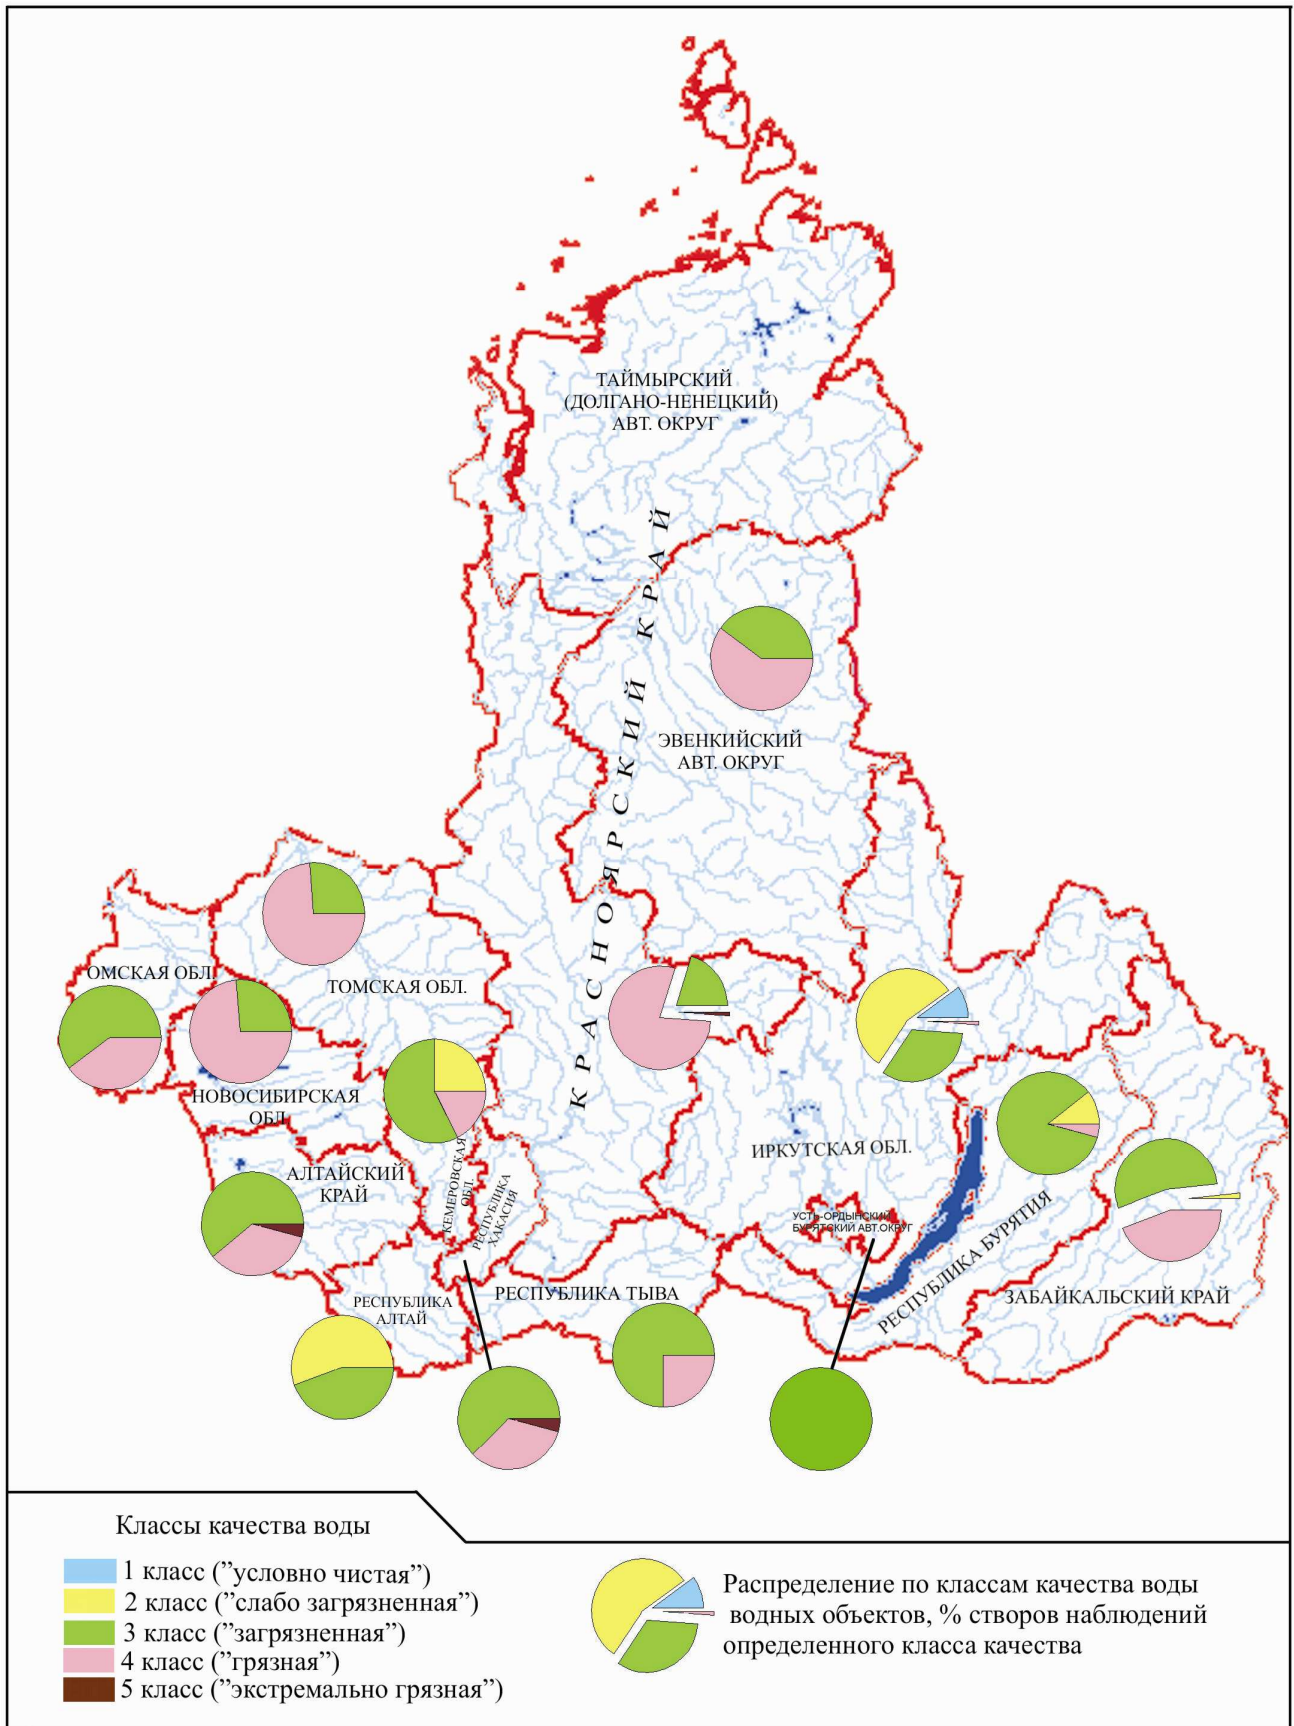 ТАЙМЫРСКИЙ
(ДОЛГАНО-НЕНЕЦКИЙ)
АВТ. ОКРУГ
КРАСНОЯРСКИЙ КРАЙ
ЭВЕНКИЙСКИЙ
АВТ. ОКРУГ
ОМСКАЯ ОБЛ.
ТОМСКАЯ ОБЛ.
НОВОСИБИРСКАЯ
ОБЛ.
АЛТАЙСКИЙ
КРАЙ
КЕМЕРОВСКАЯ
ОБЛ.
РЕСПУБЛИКА
ХАКАСИЯ
ИРКУТСКАЯ ОБЛ.
УСТЬ-ОРДЫНСКИЙ
БУРЯТСКИЙ АВТ.ОКРУГ
РЕСПУБЛИКА БУРЯТИЯ
ЗАБАЙКАЛЬСКИЙ КРАЙ
РЕСПУБЛИКА
АЛТАЙ
РЕСПУБЛИКА ТЫВА
Классы качества воды
1 класс (”условно чистая”)
2 класс (”слабо загрязненная”)
3 класс (”загрязненная”)
4 класс (”грязная”)
5 класс (”экстремально грязная”)
Распределение по классам качества воды
водных объектов, % створов наблюдений
определенного класса качества